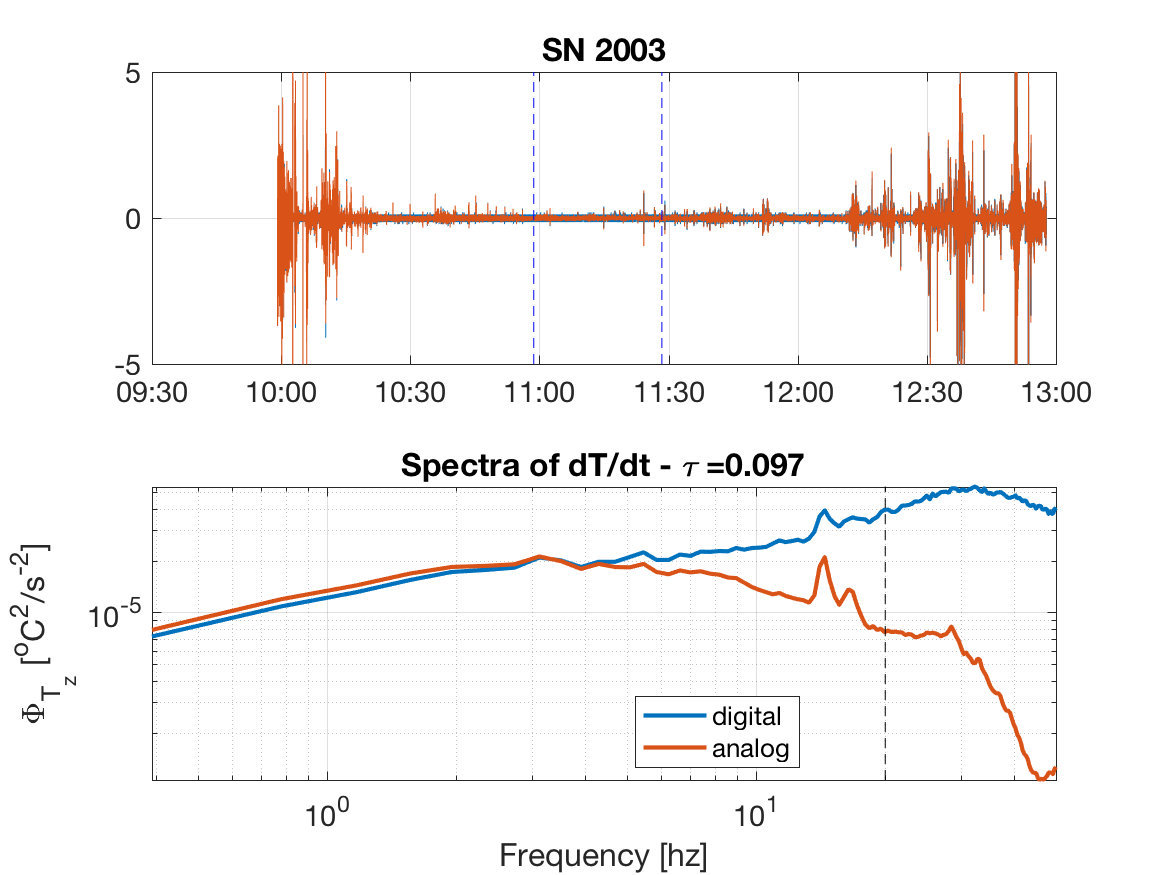 SN 2003
5
0
-5
09:30 10:00 10:30 11:00 11:30 12:00 12:30 13:00
Spectra of dT/dt - τ =0.097
Φ_{T_z} [°C²/s⁻²]
10⁻⁵
digital
analog
10⁰ 10¹
Frequency [hz]